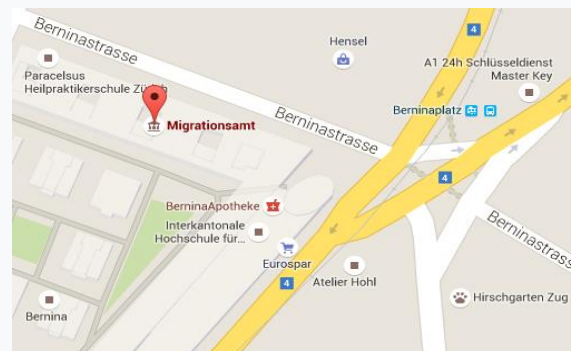 Berninastrasse
4
Hensel
A1 24h Schlüsseldienst
Master Key
Paracelsus
Heilpraktikerschule Zürich
Migrationsamt
Berninastrasse
Berninaplatz
4
BerninaApotheke
Interkantonale
Hochschule für...
Berninastrasse
Eurospar
Atelier Hohl
4
Hirschgarten Zug
Bernina